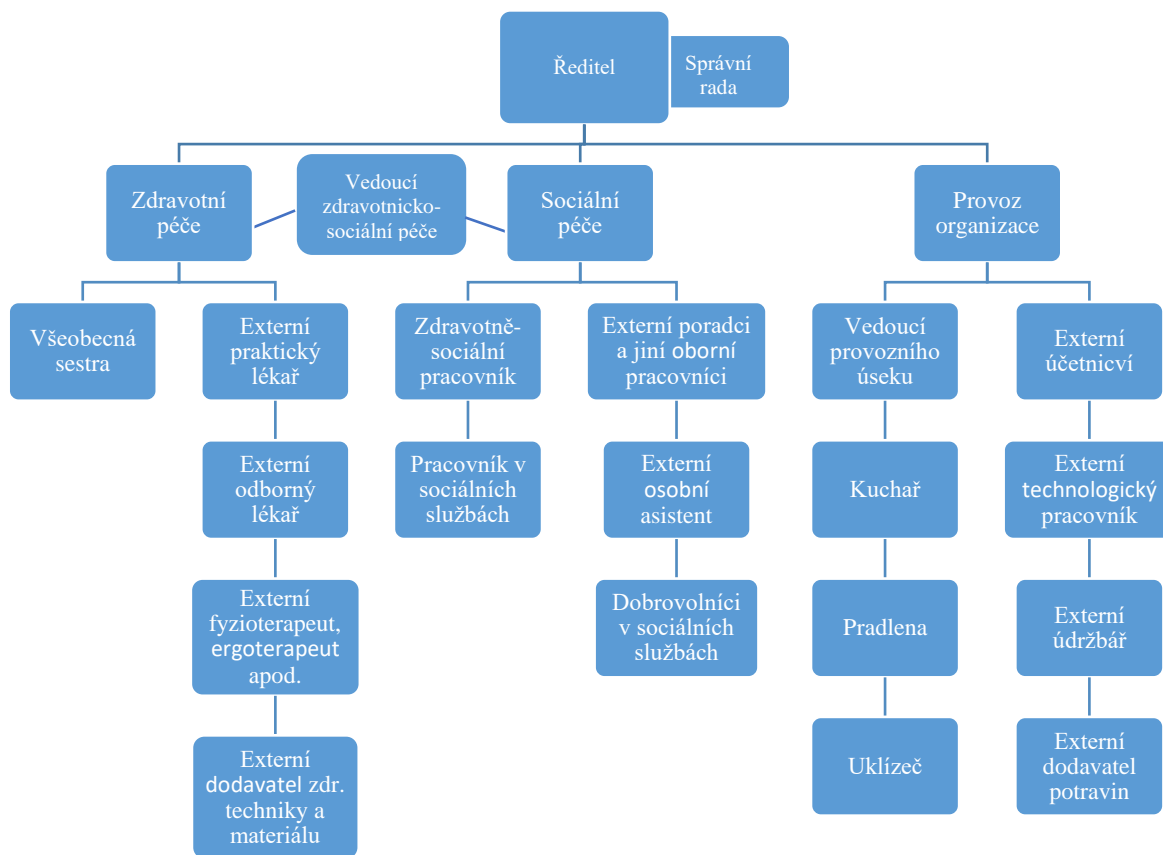 Ředitel
Správní
rada
Zdravotní
péče
Vedoucí
zdravotnicko-
sociální péče
Sociální
péče
Provoz
organizace
Všeobecná
sestra
Externí
praktický
lékař
Zdravotně-
sociální
pracovník
Externí poradci
a jiní oborní
pracovníci
Vedoucí
provozního
úseku
Externí
účetnicví
Externí
odborný
lékař
Pracovník v
sociálních
službách
Externí
osobní
asistent
Kuchař
Externí
technologický
pracovník
Externí
fyzioterapeut,
ergoterapeut
apod.
Dobrovolníci
v sociálních
službách
Pradlena
Externí
údržbář
Externí
dodavatel zdr.
techniky a
materiálu
Uklízeč
Externí
dodavatel
potravin